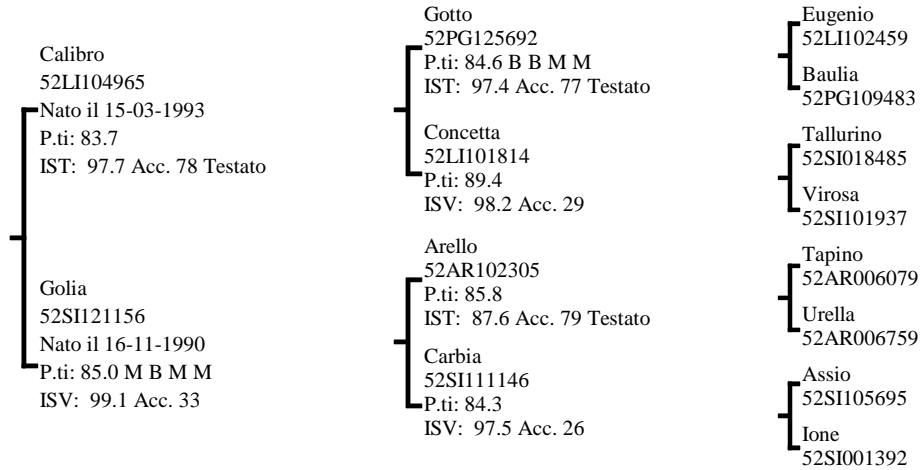 Calibro
52LI104965
Nato il 15-03-1993
P.ti: 83.7
IST: 97.7 Acc. 78 Testato
Golia
52SI121156
Nato il 16-11-1990
P.ti: 85.0 M B M M
ISV: 99.1 Acc. 33
Gotto
52PG125692
P.ti: 84.6 B B M M
IST: 97.4 Acc. 77 Testato
Concetta
52LI101814
P.ti: 89.4
ISV: 98.2 Acc. 29
Arello
52AR102305
P.ti: 85.8
IST: 87.6 Acc. 79 Testato
Carbia
52SI111146
P.ti: 84.3
ISV: 97.5 Acc. 26
Eugenio
52LI102459
Baulia
52PG109483
Tallurino
52SI018485
Virosa
52SI101937
Tapino
52AR006079
Urella
52AR006759
Assio
52SI105695
Ione
52SI001392